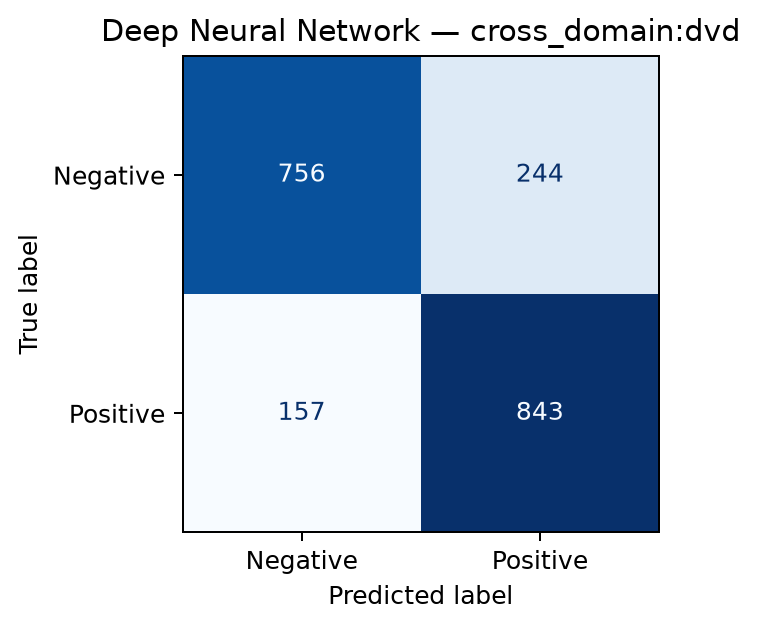 Deep Neural Network — cross_domain:dvd
Negative
756
244
True label
Positive
157
843
Negative
Positive
Predicted label